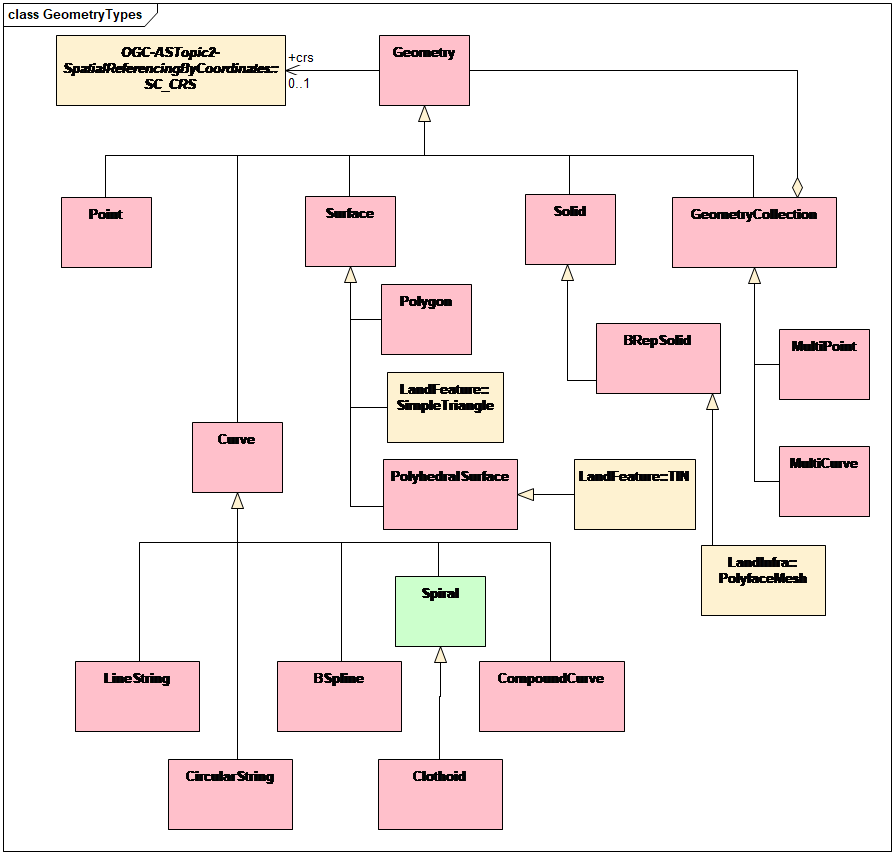 class GeometryTypes
OGC-ASTopic2-
SpatialReferencingByCoordinates::
SC_CRS
+crs
0..1
Geometry
Point
Surface
Solid
GeometryCollection
Polygon
BRepSolid
MultiPoint
LandFeature::
SimpleTriangle
Curve
PolyhedralSurface
LandFeature::TIN
MultiCurve
LandInfra::
PolyfaceMesh
Spiral
LineString
BSpline
CompoundCurve
CircularString
Clothoid